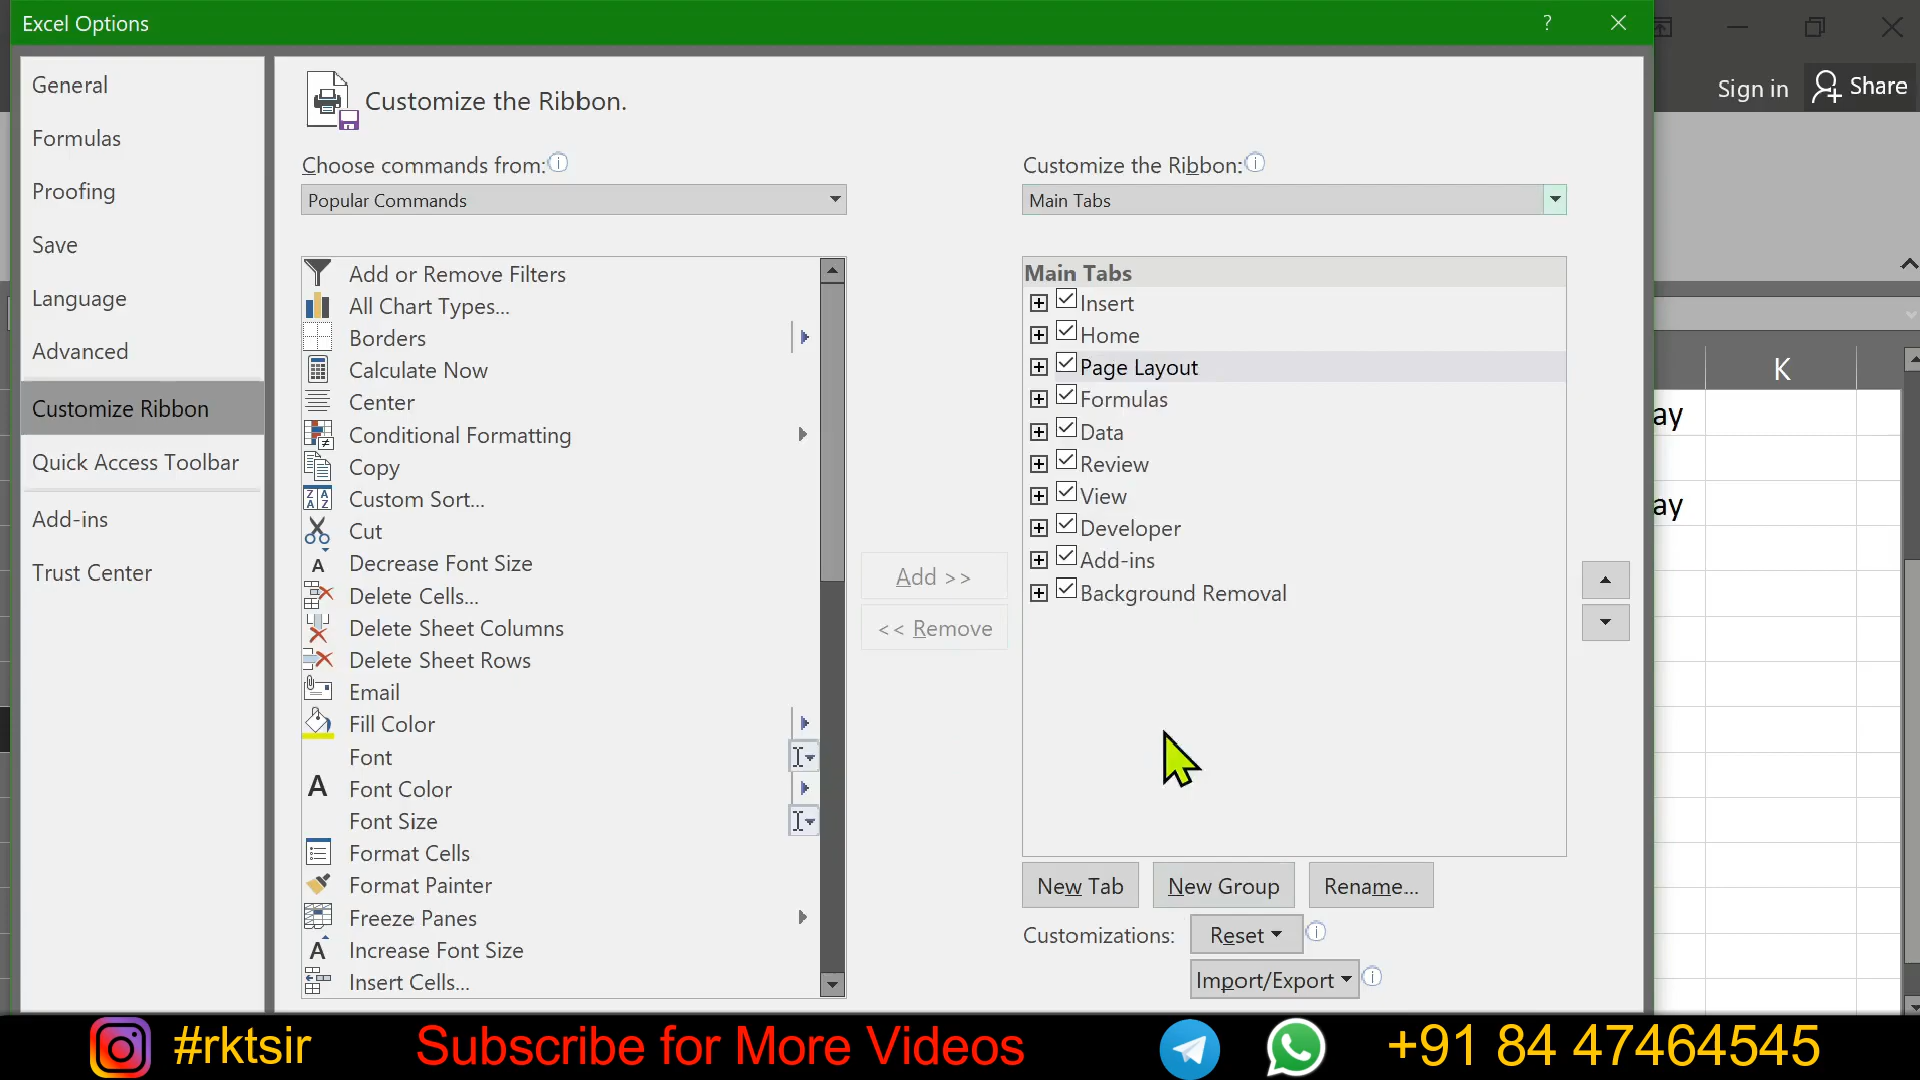 Excel Options
?
Sign in
Share
General
Formulas
Proofing
Save
Language
Advanced
Customize Ribbon
Quick Access Toolbar
Add-ins
Trust Center
Customize the Ribbon.
Choose commands from:
Popular Commands
Add or Remove Filters
All Chart Types...
Borders
Calculate Now
Center
Conditional Formatting
Copy
Custom Sort...
Cut
Decrease Font Size
Delete Cells...
Delete Sheet Columns
Delete Sheet Rows
Email
Fill Color
Font
Font Color
Font Size
Format Cells
Format Painter
Freeze Panes
Increase Font Size
Insert Cells...
Add >>
<< Remove
Customize the Ribbon:
Main Tabs
Main Tabs
Insert
Home
Page Layout
Formulas
Data
Review
View
Developer
Add-ins
Background Removal
New Tab
New Group
Rename...
Customizations:
Reset
Import/Export
K
ay
ay
#rktsir
Subscribe for More Videos
+91 84 47464545